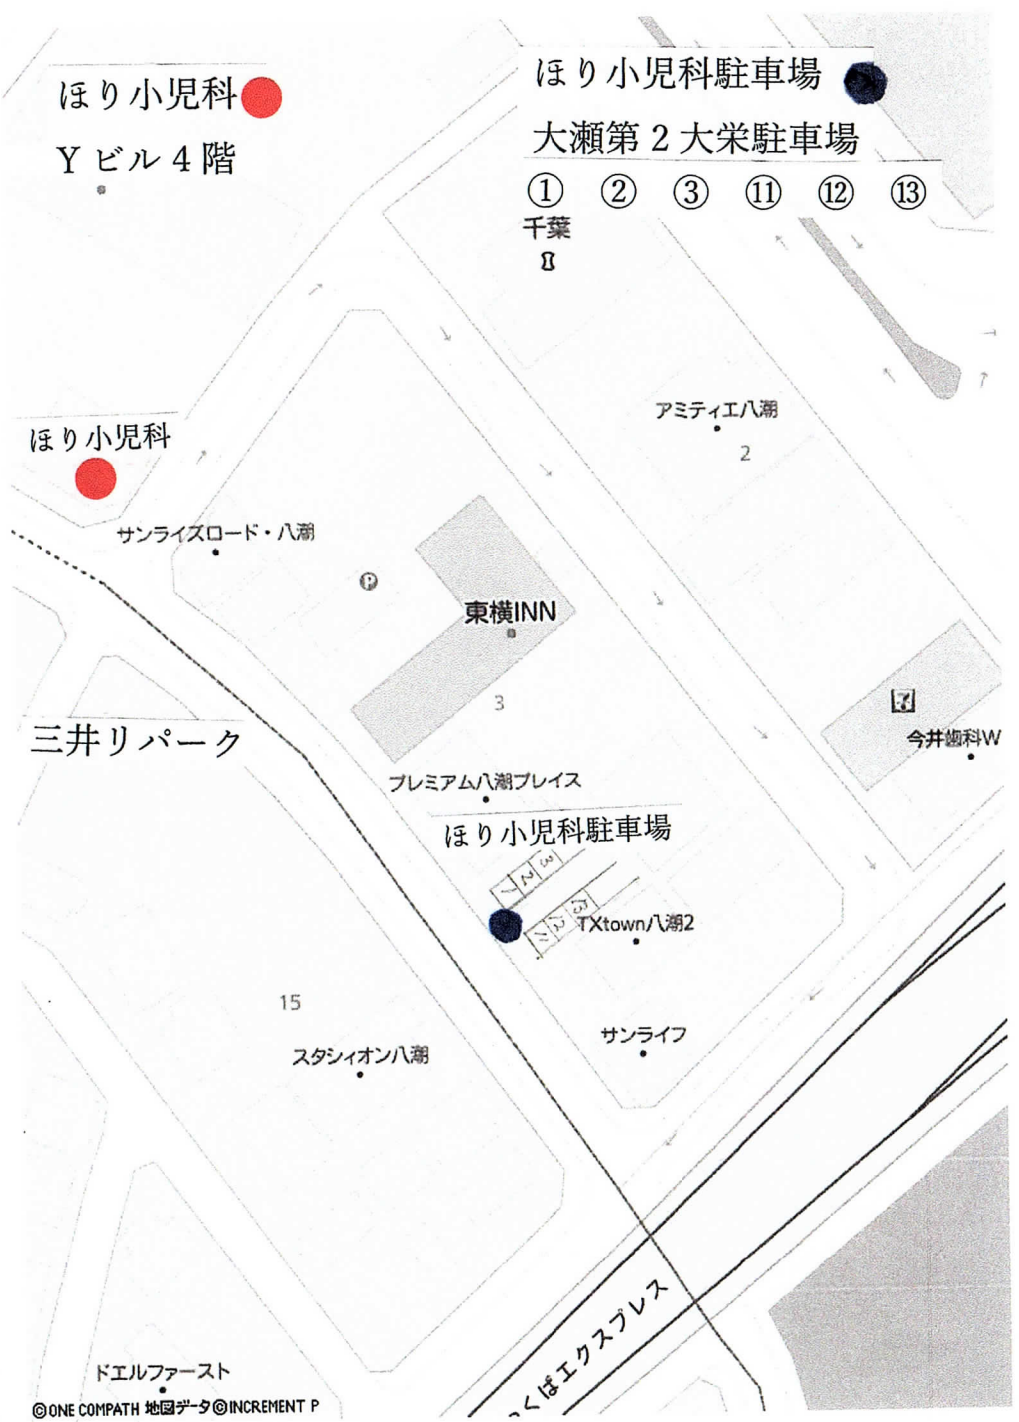 ほり小児科
Yビル4階
ほり小児科駐車場
大瀬第2大栄駐車場
① ② ③ ⑪ ⑫ ⑬
千葉
アミティエ八潮
2
ほり小児科
サンライズロード・八潮
P
東横INN
3
7
今井歯科W
三井リパーク
プレミアム八潮プレイス
ほり小児科駐車場
1 2 3
11 12 13
TXtown八潮2
15
サンライフ
スタシィオン八潮
くばエクスプレス
ドエルファースト
©ONE COMPATH 地図データ©INCREMENT P